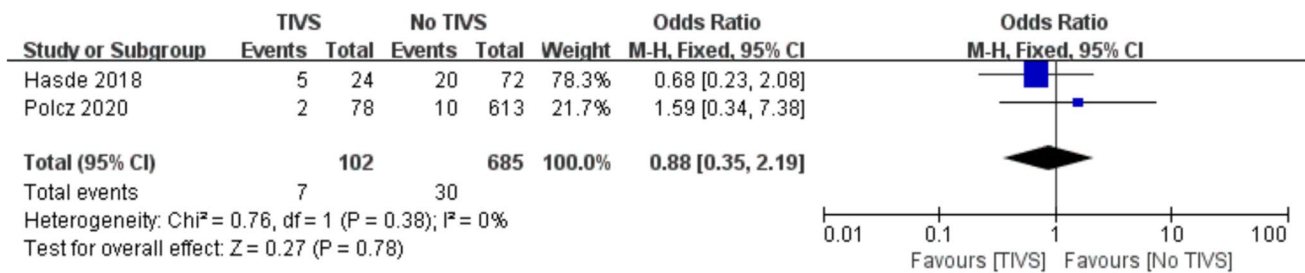 TIVS No TIVS Odds Ratio Odds Ratio
Study or Subgroup Events Total Events Total Weight M-H, Fixed, 95% CI M-H, Fixed, 95% CI
Hasde 2018 5 24 20 72 78.3% 0.68 [0.23, 2.08]
Polcz 2020 2 78 10 613 21.7% 1.59 [0.34, 7.38]
Total (95% CI) 102 685 100.0% 0.88 [0.35, 2.19]
Total events 7 30
Heterogeneity: Chi² = 0.76, df = 1 (P = 0.38); I² = 0%
Test for overall effect: Z = 0.27 (P = 0.78)
0.01 0.1 1 10 100
Favours [TIVS] Favours [No TIVS]